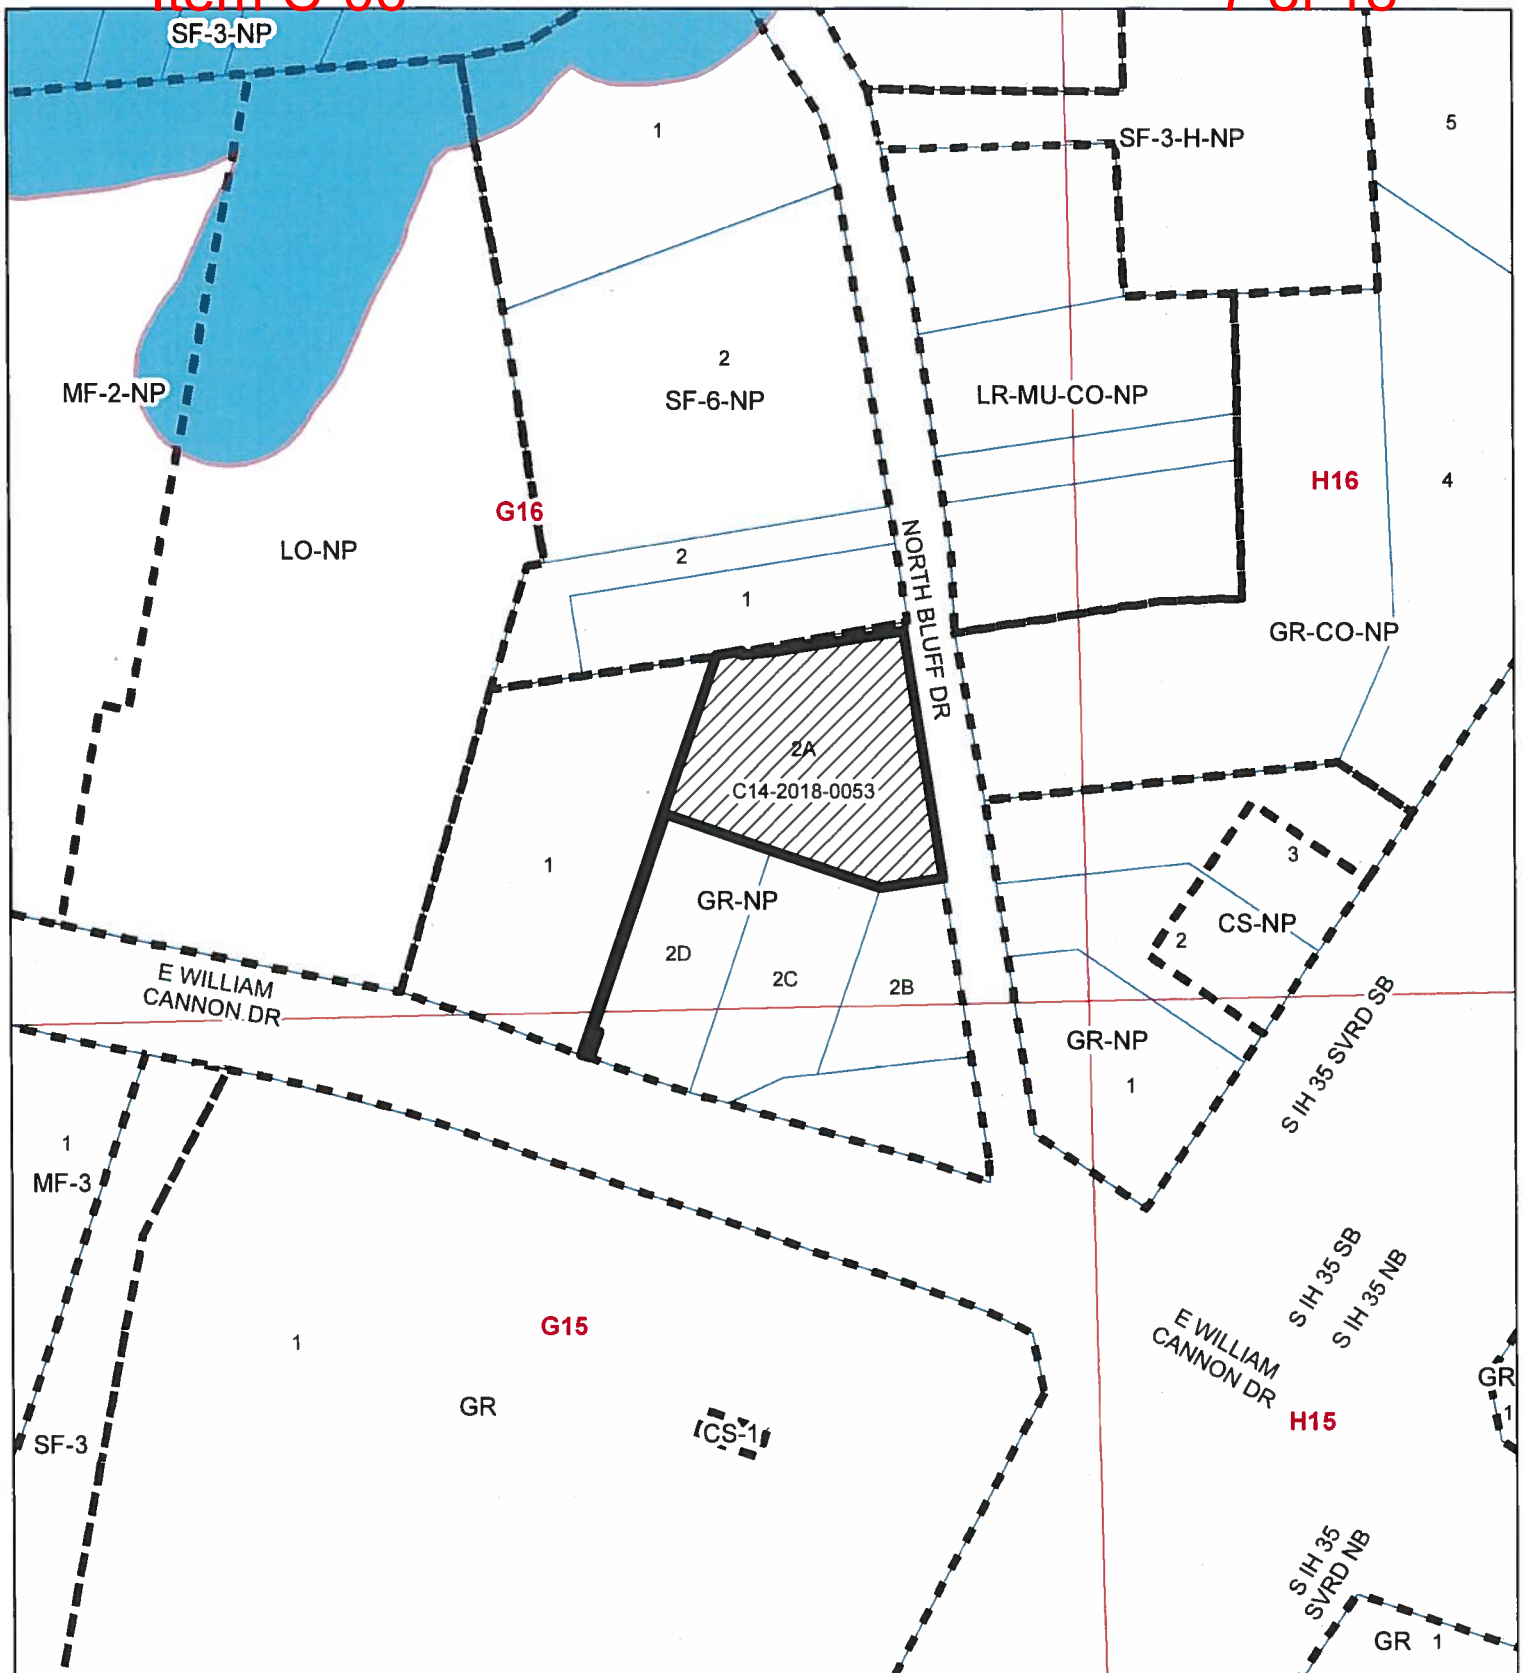 SF-3-NP
1
SF-3-H-NP
5
2
MF-2-NP
SF-6-NP
LR-MU-CO-NP
G16
H16
4
LO-NP
2
1
NORTH BLUFF DR
GR-CO-NP
2A
C14-2018-0053
1
3
GR-NP
CS-NP
2
2D
2C
2B
E WILLIAM
CANNON DR
GR-NP
1
S IH 35 SVRD SB
1
MF-3
S IH 35 SB
S IH 35 NB
G15
1
E WILLIAM
CANNON DR
GR
1
GR
CS-1
H15
SF-3
S IH 35
SVRD NB
GR 1